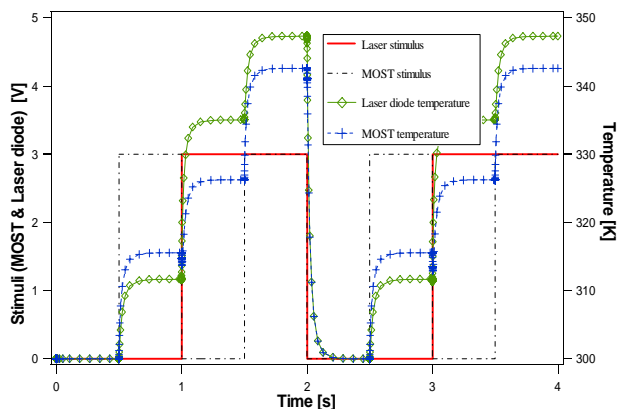 5
4
3
2
1
0
Stimuli (MOST & Laser diode) [V]
350
340
330
320
310
300
Temperature [K]
Laser stimulus
MOST stimulus
Laser diode temperature
MOST temperature
0
1
2
3
4
Time [s]